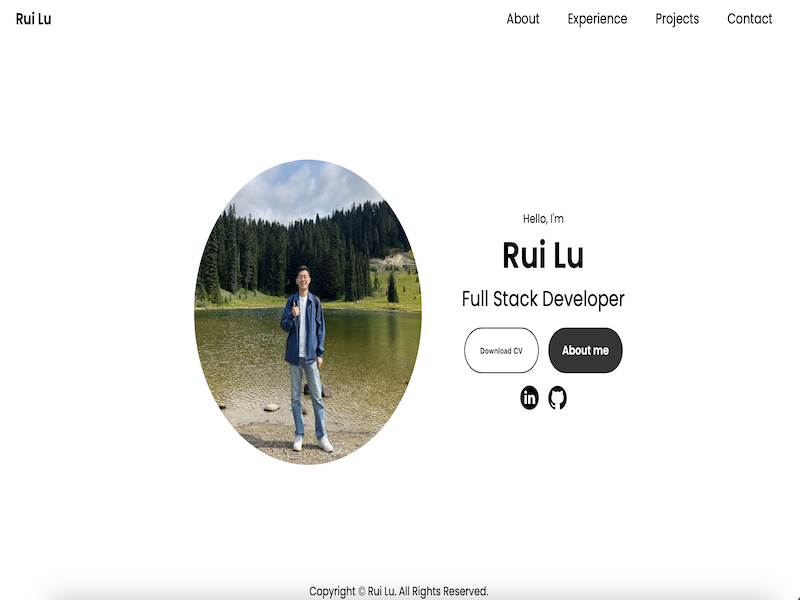 Rui Lu
About Experience Projects Contact
Hello, I'm
Rui Lu
Full Stack Developer
Download CV About me
in
Copyright © Rui Lu. All Rights Reserved.